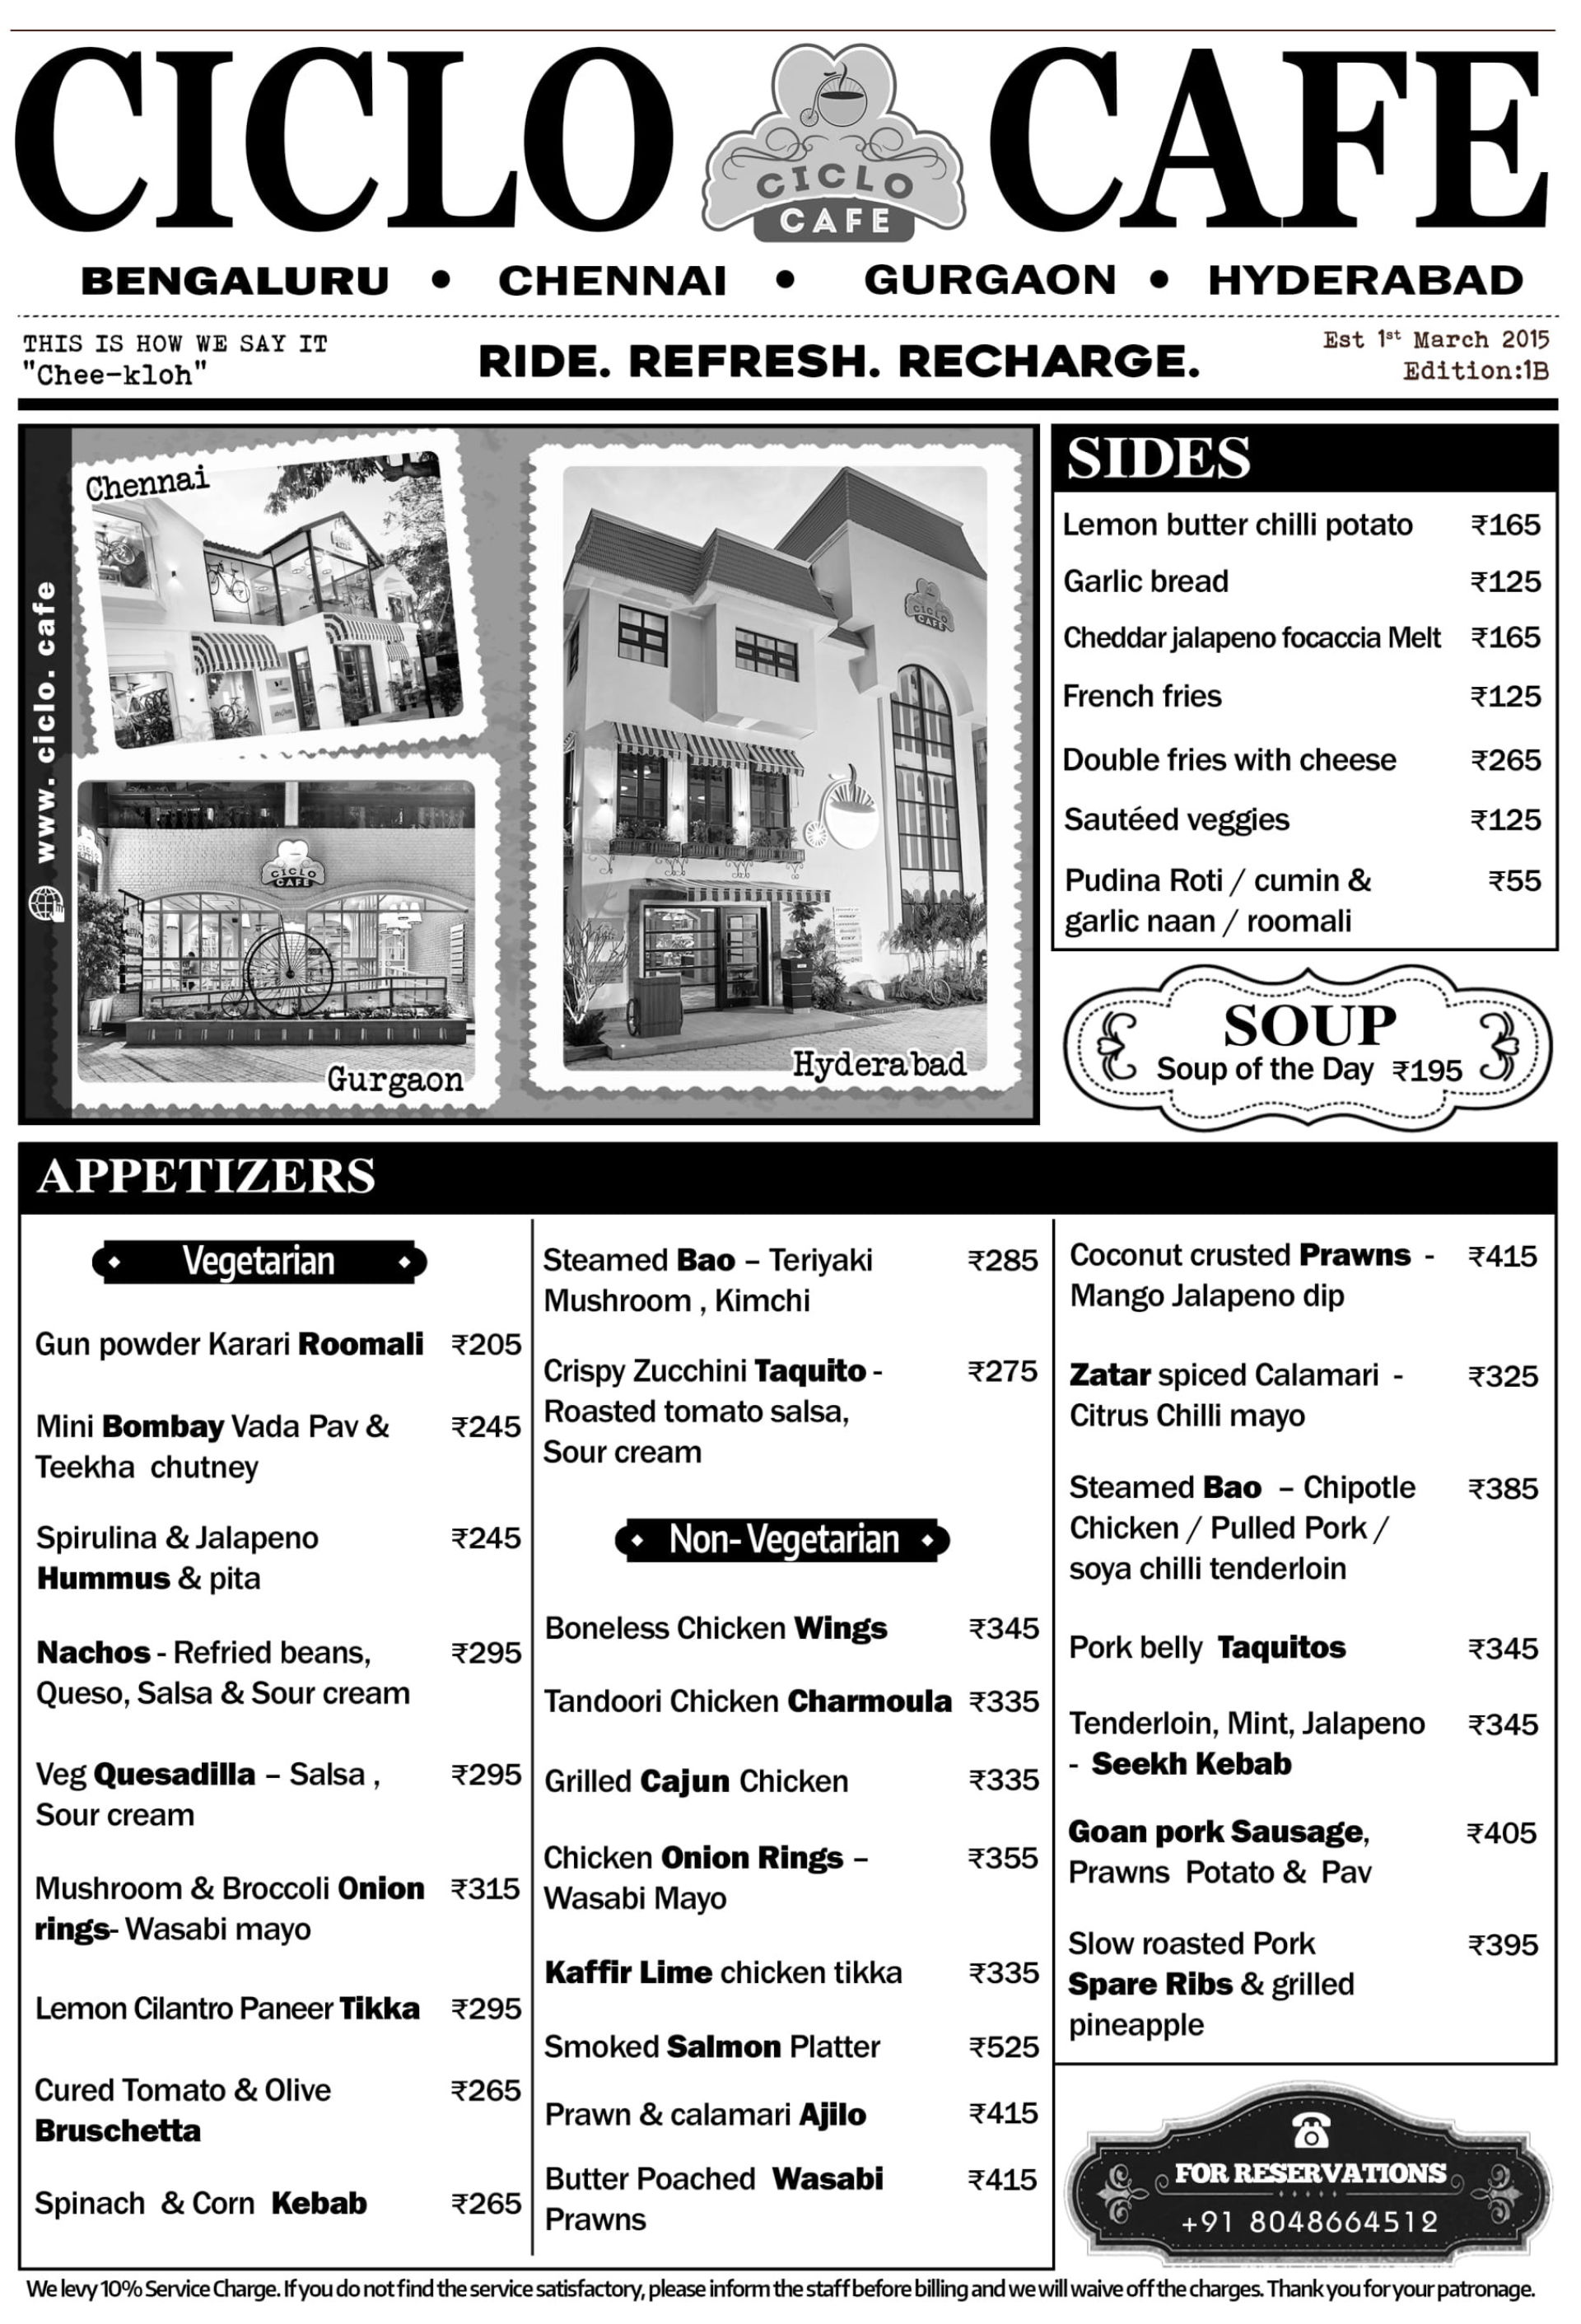 CICLO CAFE
CICLO
CAFE
BENGALURU • CHENNAI • GURGAON • HYDERABAD
THIS IS HOW WE SAY IT
"Chee-kloh"
RIDE. REFRESH. RECHARGE.
Est 1st March 2015
Edition:1B
www. ciclo. cafe
Chennai
CICLO
CAFE
Gurgaon
CICLO
CAFE
Hyderabad
SIDES
Lemon butter chilli potato ₹165
Garlic bread ₹125
Cheddar jalapeno focaccia Melt ₹165
French fries ₹125
Double fries with cheese ₹265
Sautéed veggies ₹125
Pudina Roti / cumin & ₹55
garlic naan / roomali
SOUP
Soup of the Day ₹195
APPETIZERS
Vegetarian
Gun powder Karari Roomali ₹205
Mini Bombay Vada Pav & ₹245
Teekha chutney
Spirulina & Jalapeno ₹245
Hummus & pita
Nachos - Refried beans, ₹295
Queso, Salsa & Sour cream
Veg Quesadilla – Salsa , ₹295
Sour cream
Mushroom & Broccoli Onion ₹315
rings- Wasabi mayo
Lemon Cilantro Paneer Tikka ₹295
Cured Tomato & Olive ₹265
Bruschetta
Spinach & Corn Kebab ₹265
Steamed Bao – Teriyaki ₹285
Mushroom , Kimchi
Crispy Zucchini Taquito - ₹275
Roasted tomato salsa,
Sour cream
Non-Vegetarian
Boneless Chicken Wings ₹345
Tandoori Chicken Charmoula ₹335
Grilled Cajun Chicken ₹335
Chicken Onion Rings – ₹355
Wasabi Mayo
Kaffir Lime chicken tikka ₹335
Smoked Salmon Platter ₹525
Prawn & calamari Ajilo ₹415
Butter Poached Wasabi ₹415
Prawns
Coconut crusted Prawns - ₹415
Mango Jalapeno dip
Zatar spiced Calamari - ₹325
Citrus Chilli mayo
Steamed Bao – Chipotle ₹385
Chicken / Pulled Pork /
soya chilli tenderloin
Pork belly Taquitos ₹345
Tenderloin, Mint, Jalapeno ₹345
- Seekh Kebab
Goan pork Sausage, ₹405
Prawns Potato & Pav
Slow roasted Pork ₹395
Spare Ribs & grilled
pineapple
FOR RESERVATIONS
+91 8048664512
We levy 10% Service Charge. If you do not find the service satisfactory, please inform the staff before billing and we will waive off the charges. Thank you for your patronage.